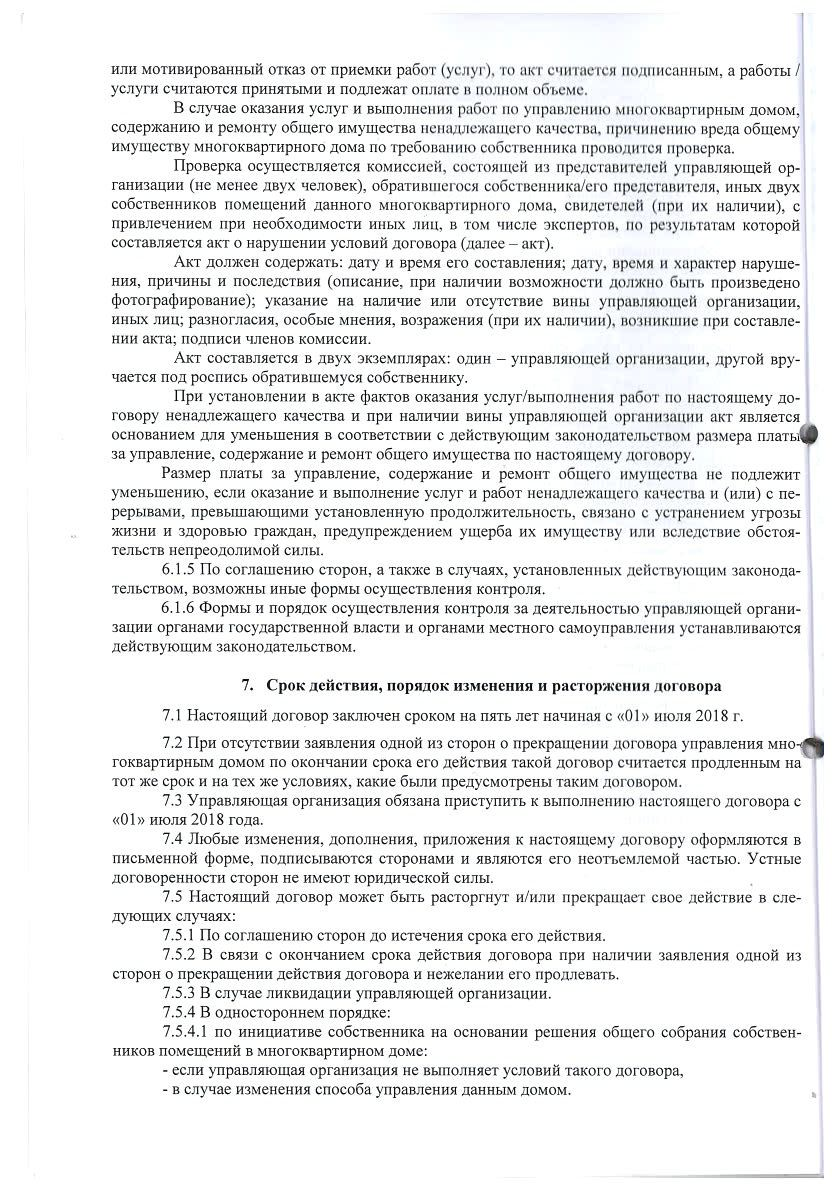 или мотивированный отказ от приемки работ (услуг), то акт считается подписанным, а работы /
услуги считаются принятыми и подлежат оплате в полном объеме.
В случае оказания услуг и выполнения работ по управлению многоквартирным домом,
содержанию и ремонту общего имущества ненадлежащего качества, причинению вреда общему
имуществу многоквартирного дома по требованию собственника проводится проверка.
Проверка осуществляется комиссией, состоящей из представителей управляющей ор-
ганизации (не менее двух человек), обратившегося собственника/его представителя, иных двух
собственников помещений данного многоквартирного дома, свидетелей (при их наличии), с
привлечением при необходимости иных лиц, в том числе экспертов, по результатам которой
составляется акт о нарушении условий договора (далее – акт).
Акт должен содержать: дату и время его составления; дату, время и характер наруше-
ния, причины и последствия (описание, при наличии возможности должно быть произведено
фотографирование); указание на наличие или отсутствие вины управляющей организации,
иных лиц; разногласия, особые мнения, возражения (при их наличии), возникшие при составле-
нии акта; подписи членов комиссии.
Акт составляется в двух экземплярах: один – управляющей организации, другой вру-
чается под роспись обратившемуся собственнику.
При установлении в акте фактов оказания услуг/выполнения работ по настоящему до-
говору ненадлежащего качества и при наличии вины управляющей организации акт является
основанием для уменьшения в соответствии с действующим законодательством размера платы
за управление, содержание и ремонт общего имущества по настоящему договору.
Размер платы за управление, содержание и ремонт общего имущества не подлежит
уменьшению, если оказание и выполнение услуг и работ ненадлежащего качества и (или) с пе-
рерывами, превышающими установленную продолжительность, связано с устранением угрозы
жизни и здоровью граждан, предупреждением ущерба их имуществу или вследствие обстоя-
тельств непреодолимой силы.
6.1.5 По соглашению сторон, а также в случаях, установленных действующим законода-
тельством, возможны иные формы осуществления контроля.
6.1.6 Формы и порядок осуществления контроля за деятельностью управляющей органи-
зации органами государственной власти и органами местного самоуправления устанавливаются
действующим законодательством.
7. Срок действия, порядок изменения и расторжения договора
7.1 Настоящий договор заключен сроком на пять лет начиная с «01» июля 2018 г.
7.2 При отсутствии заявления одной из сторон о прекращении договора управления мно-
гоквартирным домом по окончании срока его действия такой договор считается продленным на
тот же срок и на тех же условиях, какие были предусмотрены таким договором.
7.3 Управляющая организация обязана приступить к выполнению настоящего договора с
«01» июля 2018 года.
7.4 Любые изменения, дополнения, приложения к настоящему договору оформляются в
письменной форме, подписываются сторонами и являются его неотъемлемой частью. Устные
договоренности сторон не имеют юридической силы.
7.5 Настоящий договор может быть расторгнут и/или прекращает свое действие в сле-
дующих случаях:
7.5.1 По соглашению сторон до истечения срока его действия.
7.5.2 В связи с окончанием срока действия договора при наличии заявления одной из
сторон о прекращении действия договора и нежелании его продлевать.
7.5.3 В случае ликвидации управляющей организации.
7.5.4 В одностороннем порядке:
7.5.4.1 по инициативе собственника на основании решения общего собрания собствен-
ников помещений в многоквартирном доме:
- если управляющая организация не выполняет условий такого договора,
- в случае изменения способа управления данным домом.